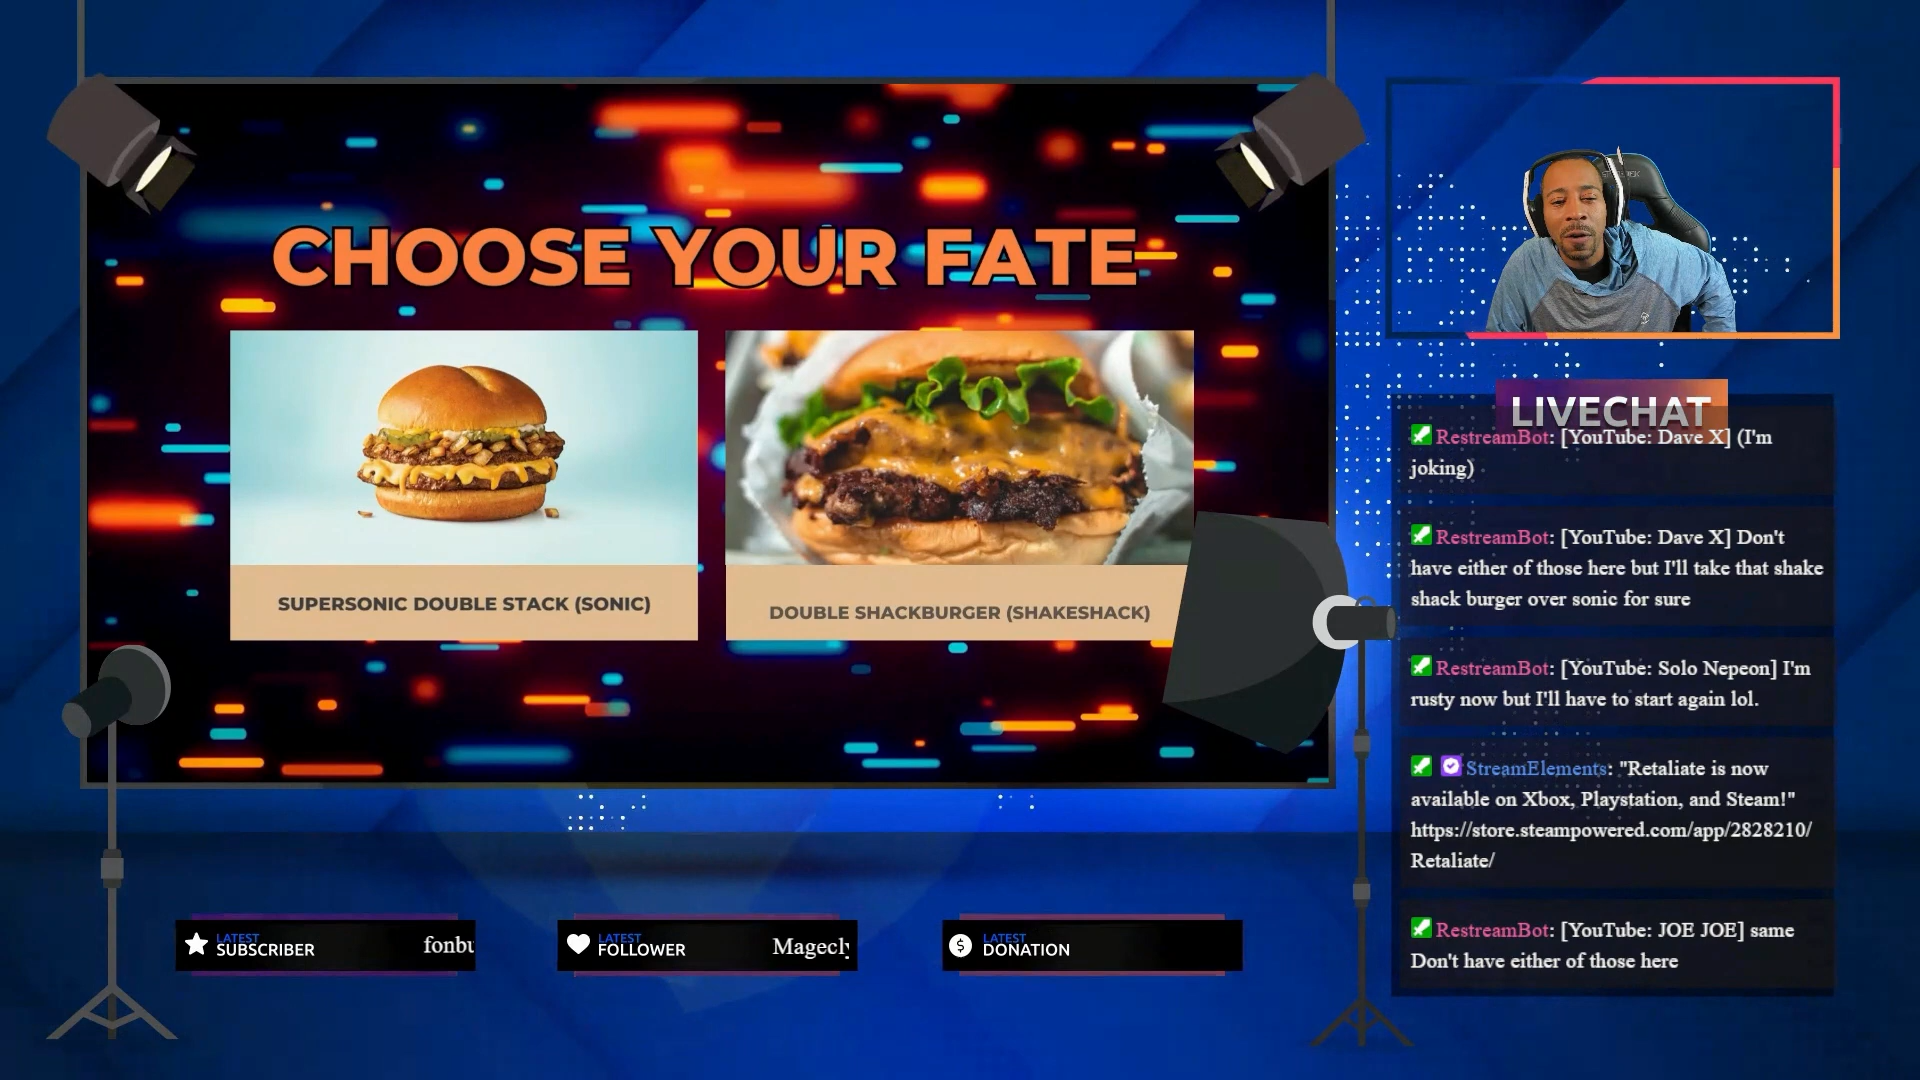 CHOOSE YOUR FATE
SUPERSONIC DOUBLE STACK (SONIC)
DOUBLE SHACKBURGER (SHAKESHACK)
LIVECHAT
RestreamBot: [YouTube: Dave X] (I'm
joking)
RestreamBot: [YouTube: Dave X] Don't
have either of those here but I'll take that shake
shack burger over sonic for sure
RestreamBot: [YouTube: Solo Nepeon] I'm
rusty now but I'll have to start again lol.
StreamElements: "Retaliate is now
available on Xbox, Playstation, and Steam!"
https://store.steampowered.com/app/2828210/
Retaliate/
RestreamBot: [YouTube: JOE JOE] same
Don't have either of those here
LATEST
SUBSCRIBER
fonbu
LATEST
FOLLOWER
Magecl
LATEST
DONATION